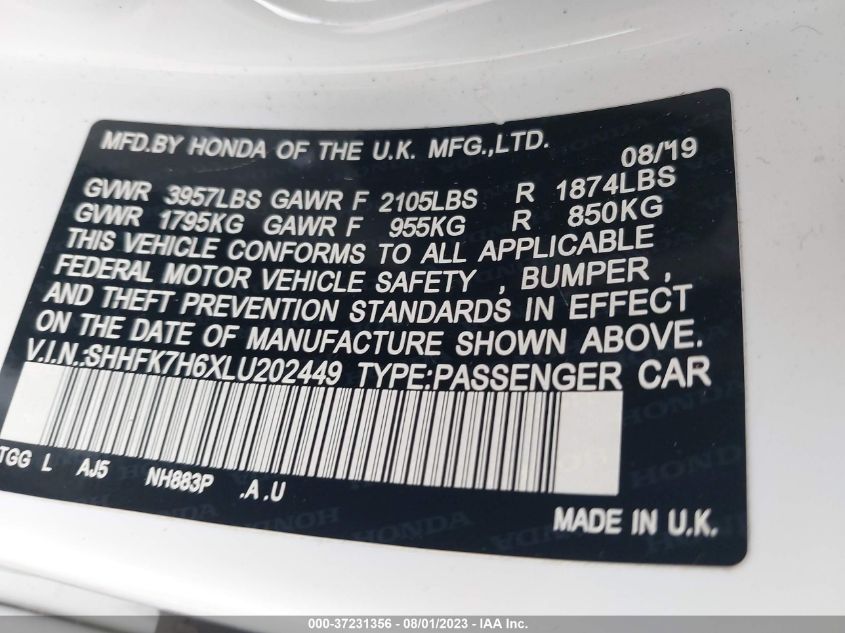 MFD.BY HONDA OF THE U.K. MFG.,LTD. 08/'19
GVWR 3957LBS GAWR F 2105LBS R 1874LBS
GVWR 1795KG GAWR F 955KG R 850KG
THIS VEHICLE CONFORMS TO ALL APPLICABLE
FEDERAL MOTOR VEHICLE SAFETY , BUMPER ,
AND THEFT PREVENTION STANDARDS IN EFFECT
ON THE DATE OF MANUFACTURE SHOWN ABOVE.
V.I.N.:SHHFK7H6XLU202449 TYPE:PASSENGER CAR
TGG L AJ5 NH883P .A .U
MADE IN U.K.
HONDA
000-37231356 - 08/01/2023 - IAA Inc.